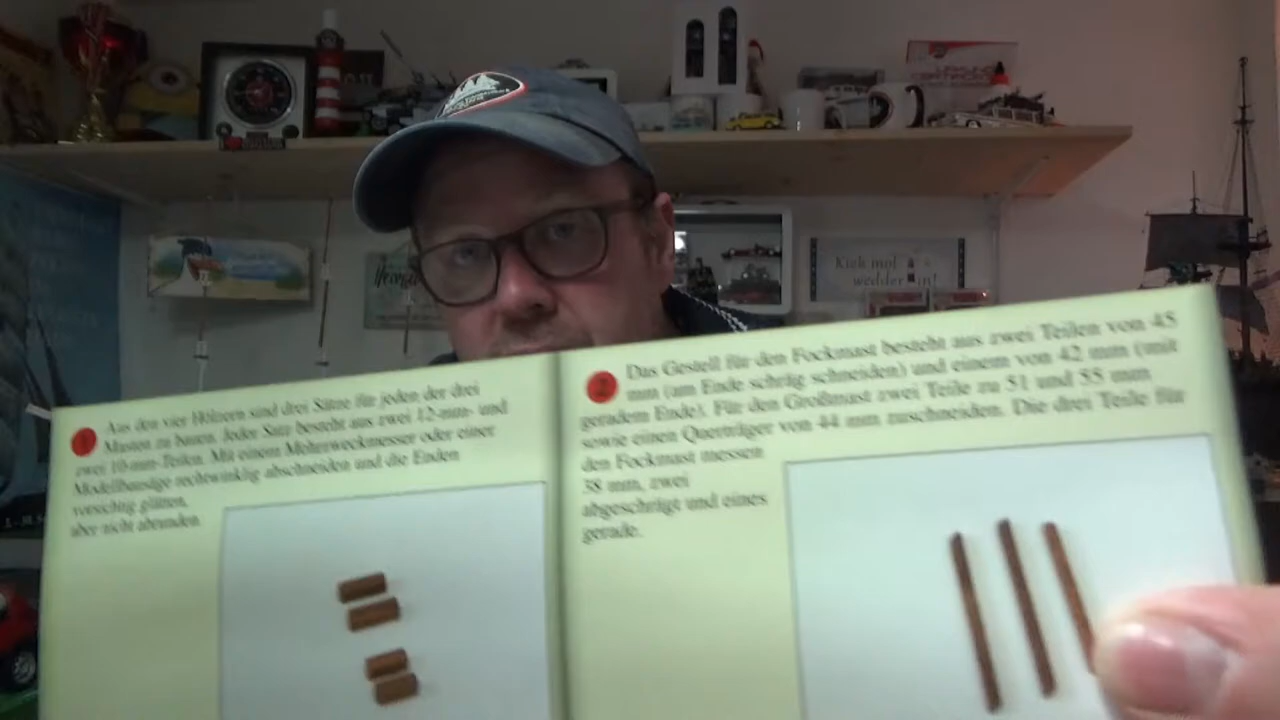 Kiek mol
wedder in!
1 Aus den vier Hölzern sind drei Sätze für jeden der drei
Masten zu bauen. Jeder Satz besteht aus zwei 12-mm- und
zwei 10-mm-Teilen. Mit einem Mehrzweckmesser oder einer
Modellbausäge rechtwinklig abschneiden und die Enden
vorsichtig glätten,
aber nicht abrunden.
2 Das Gestell für den Fockmast besteht aus zwei Teilen von 45
mm (am Ende schräg schneiden) und einem von 42 mm (mit
geradem Ende). Für den Großmast zwei Teile zu 51 und 55 mm
sowie einen Querträger von 44 mm zuschneiden. Die drei Teile für
den Fockmast messen
38 mm, zwei
abgeschrägt und eines
gerade.